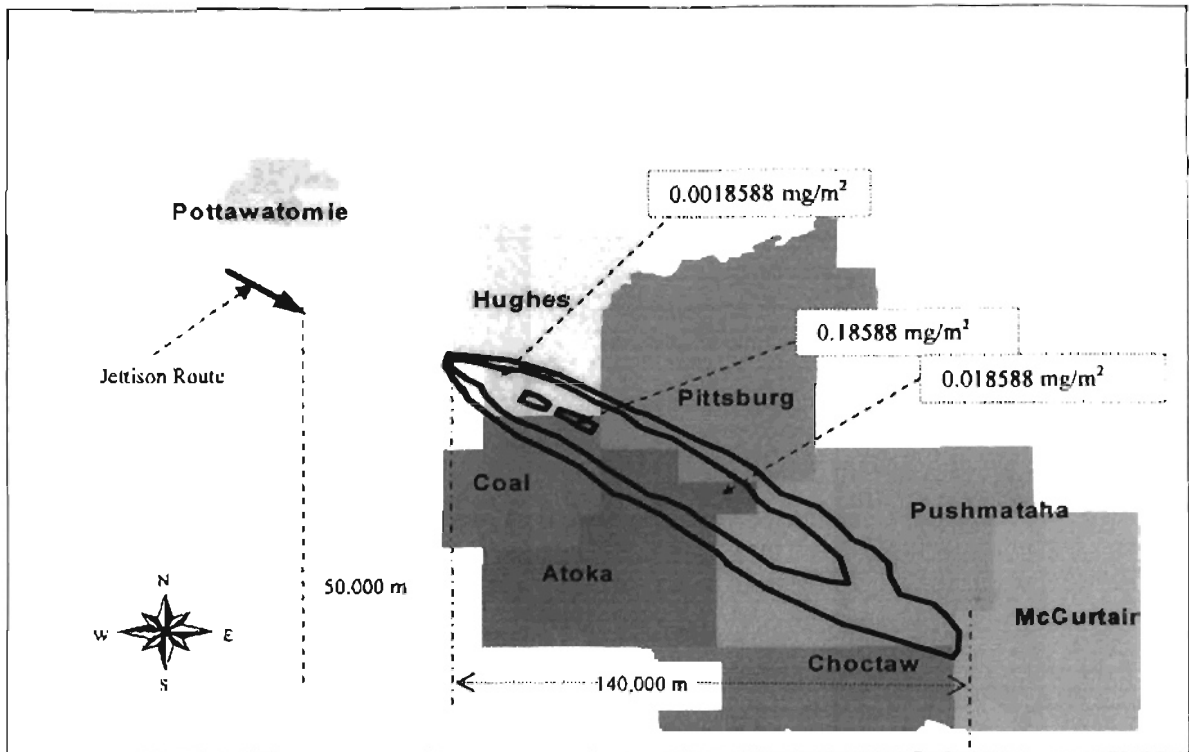 0.0018588 mg/m²
Pottawatomie
Hughes
0.18588 mg/m²
Jettison Route
0.018588 mg/m²
Pittsburg
Coal
Pushmataha
Atoka
50.000 m
N
W E
S
McCurtair
Choctaw
140,000 m